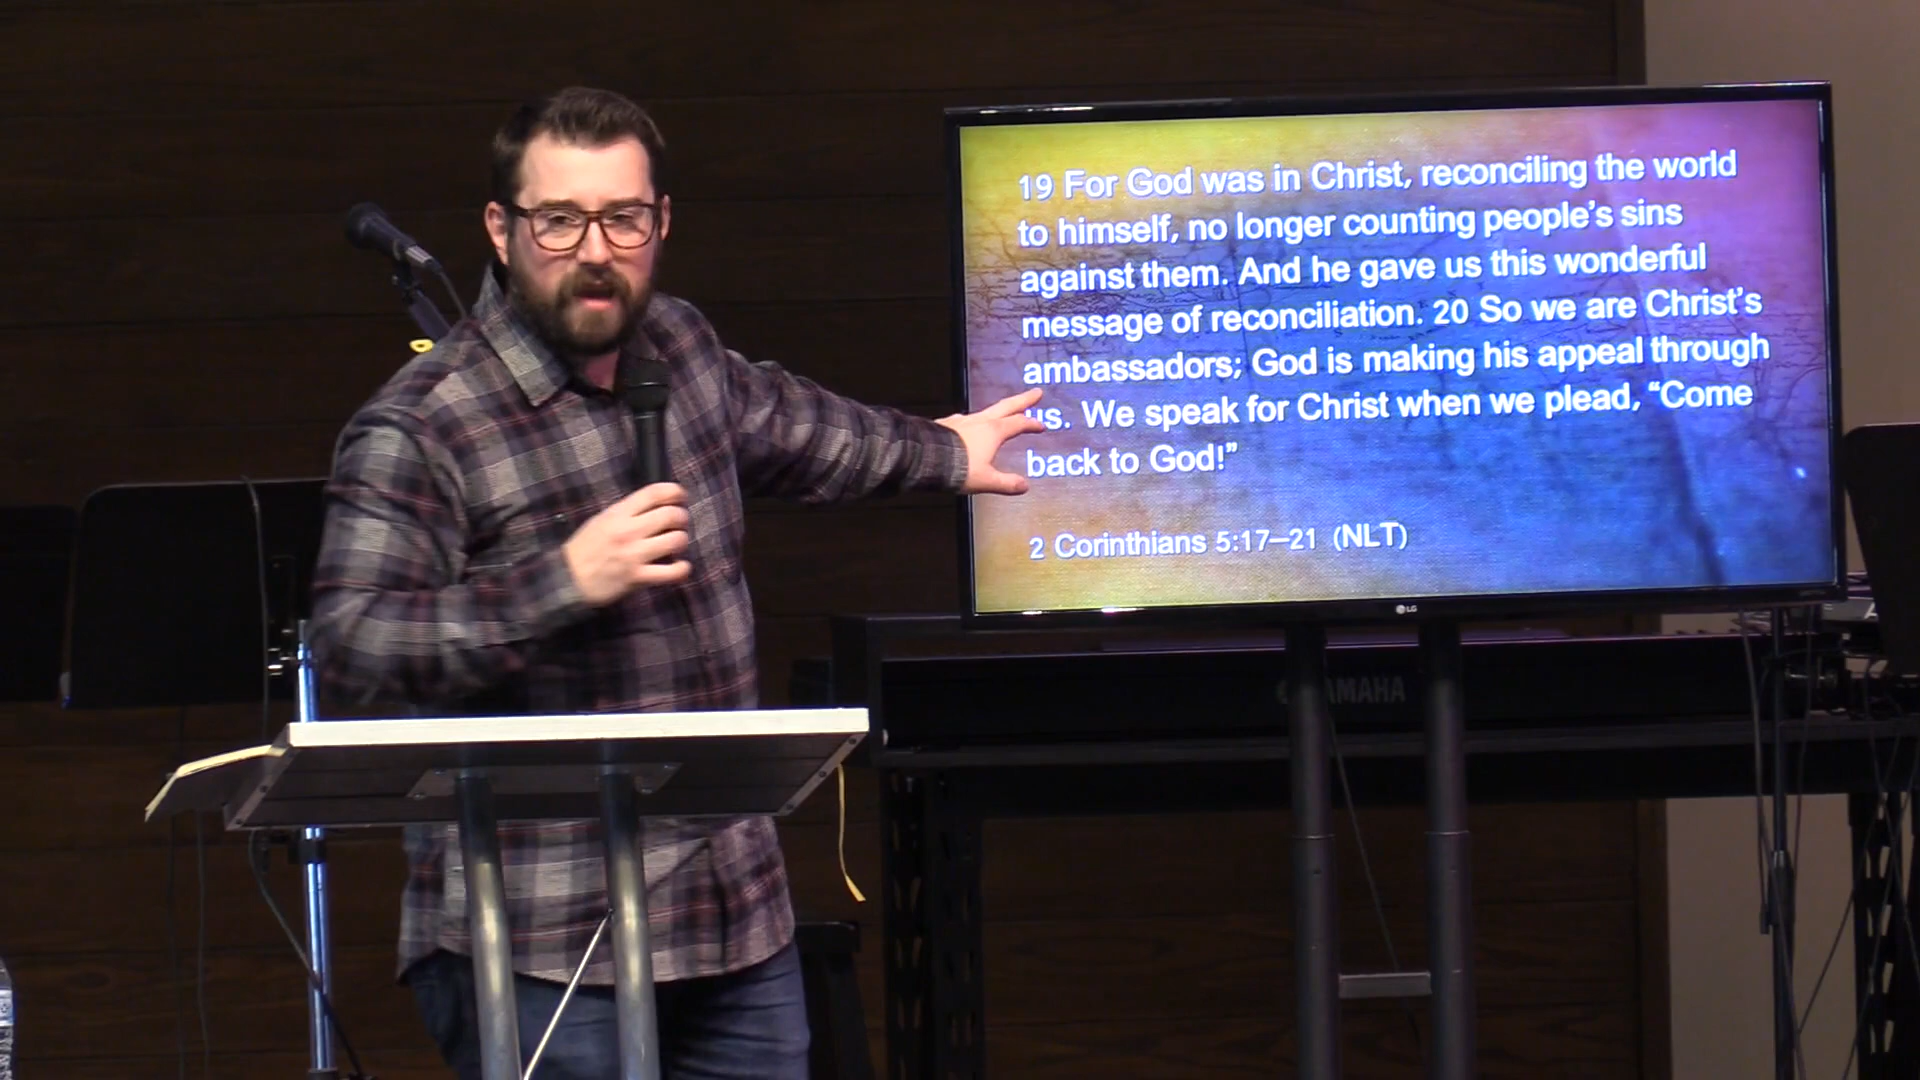 19 For God was in Christ, reconciling the world
to himself, no longer counting people’s sins
against them. And he gave us this wonderful
message of reconciliation. 20 So we are Christ’s
ambassadors; God is making his appeal through
us. We speak for Christ when we plead, “Come
back to God!”
2 Corinthians 5:17–21 (NLT)
LG
YAMAHA